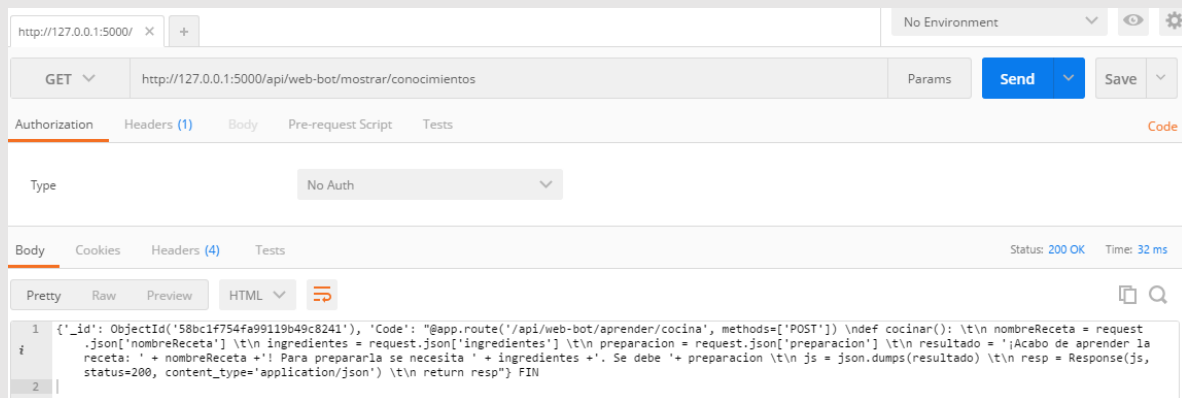 http://127.0.0.1:5000/
No Environment
GET
http://127.0.0.1:5000/api/web-bot/mostrar/conocimientos
Params
Send
Save
Authorization
Headers (1)
Body
Pre-request Script
Tests
Code
Type
No Auth
Body
Cookies
Headers (4)
Tests
Status: 200 OK
Time: 32 ms
Pretty
Raw
Preview
HTML
1 {'_id': ObjectId('58bc1f754fa99119b49c8241'), 'Code': "@app.route('/api/web-bot/aprender/cocina', methods=['POST']) \ndef cocinar(): \t\n nombreReceta = request
.json['nombreReceta'] \t\n ingredientes = request.json['ingredientes'] \t\n preparacion = request.json['preparacion'] \t\n resultado = '¡Acabo de aprender la
receta: ' + nombreReceta +'! Para prepararla se necesita ' + ingredientes +'. Se debe '+ preparacion \t\n js = json.dumps(resultado) \t\n resp = Response(js,
status=200, content_type='application/json') \t\n return resp"} FIN
2